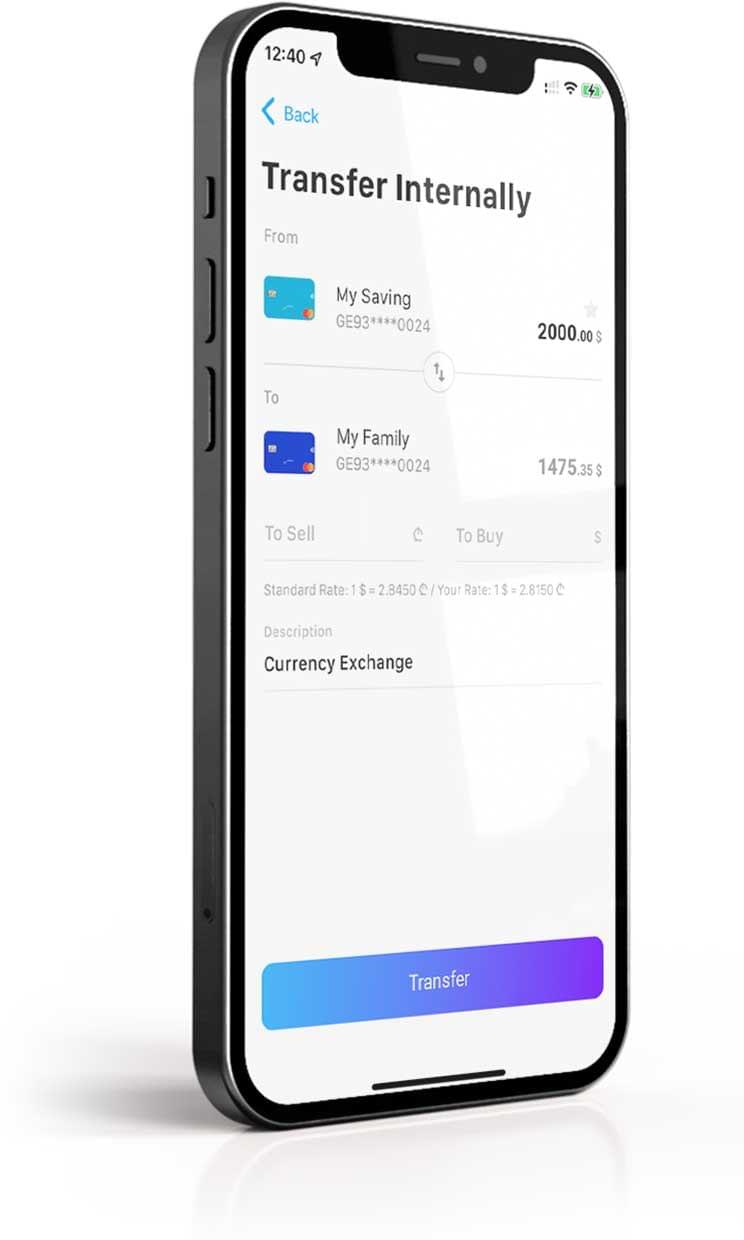 12:40
Back
Transfer Internally
From
My Saving
GE93****0024
2000.00 $
To
My Family
GE93****0024
1475.35 $
To Sell ₾ To Buy $
Standard Rate: 1 $ = 2.8450 ₾ / Your Rate: 1 $ = 2.8150 ₾
Description
Currency Exchange
Transfer